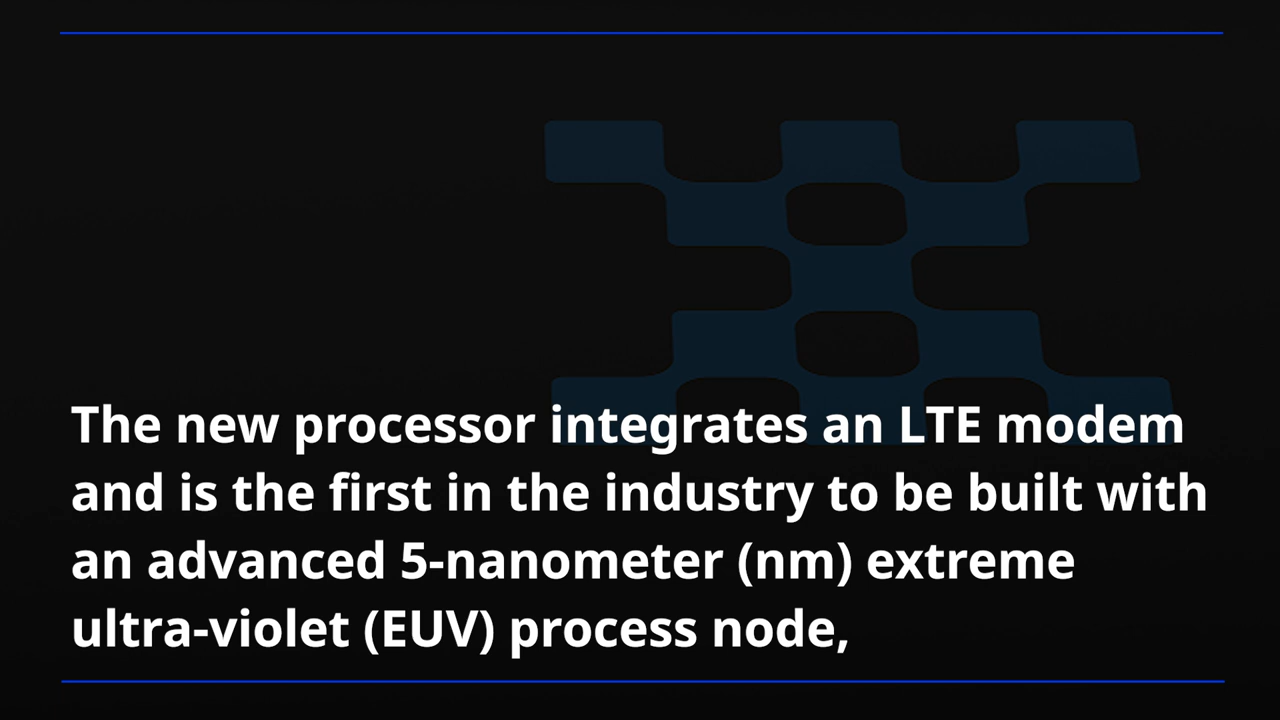 The new processor integrates an LTE modem
and is the first in the industry to be built with
an advanced 5-nanometer (nm) extreme
ultra-violet (EUV) process node,